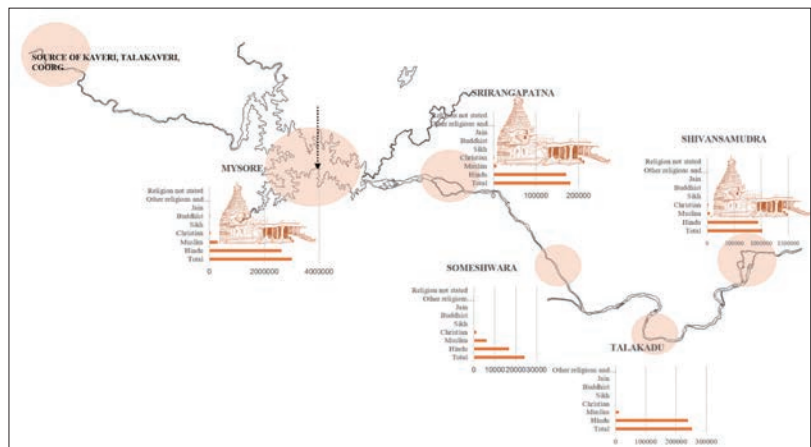 SOURCE OF KAVERI, TALAKAVERI,
COORG
MYSORE
Religion not stated
Other religions and
Jain
Buddhist
Sikh
Christian
Muslim
Hindu
Total
0
2000000
4000000
SRIRANGAPATNA
Religion not stated
Other religions and
Jain
Buddhist
Sikh
Christian
Muslim
Hindu
Total
100000
200000
SHIVANSAMUDRA
Religion not stated
Other religions and
Jain
Buddhist
Sikh
Christian
Muslim
Hindu
Total
0
SOMESHWARA
Religion not stated
Other religions
Jain
Buddhist
Sikh
Christian
Muslim
Hindu
Total
0
TALAKADU
Other religions and
Jain
Buddhist
Sikh
Christian
Muslim
Hindu
Total
0
100000
200000
300000